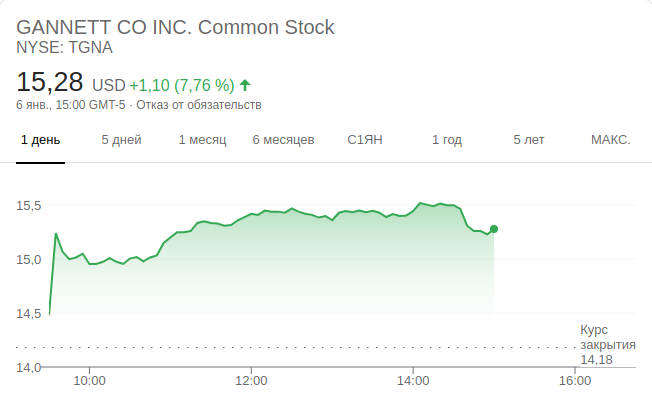 GANNETT CO INC. Common Stock
NYSE: TGNA
15,28 USD +1,10 (7,76 %)
6 янв., 15:00 GMT-5 · Отказ от обязательств
1 день 5 дней 1 месяц 6 месяцев С1ЯН 1 год 5 лет МАКС.
15,5
15,0
14,5
Курс
закрытия
14,18
14,0
10:00 12:00 14:00 16:00